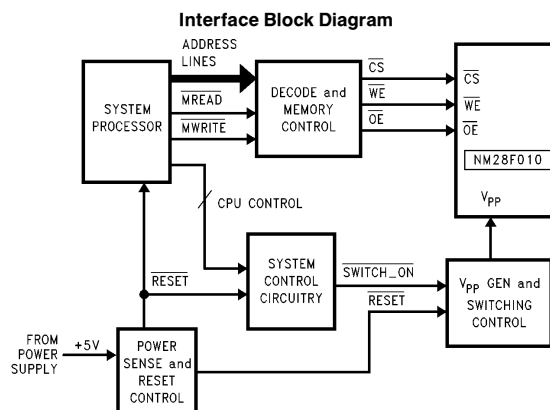 Interface Block Diagram
ADDRESS
LINES
SYSTEM
PROCESSOR
MREAD
MWRITE
DECODE and
MEMORY
CONTROL
CS
WE
OE
CS
WE
OE
NM28F010
VPP
CPU CONTROL
SYSTEM
CONTROL
CIRCUITRY
RESET
SWITCH_ON
RESET
VPP GEN and
SWITCHING
CONTROL
FROM
POWER
SUPPLY
+5V
POWER
SENSE and
RESET
CONTROL